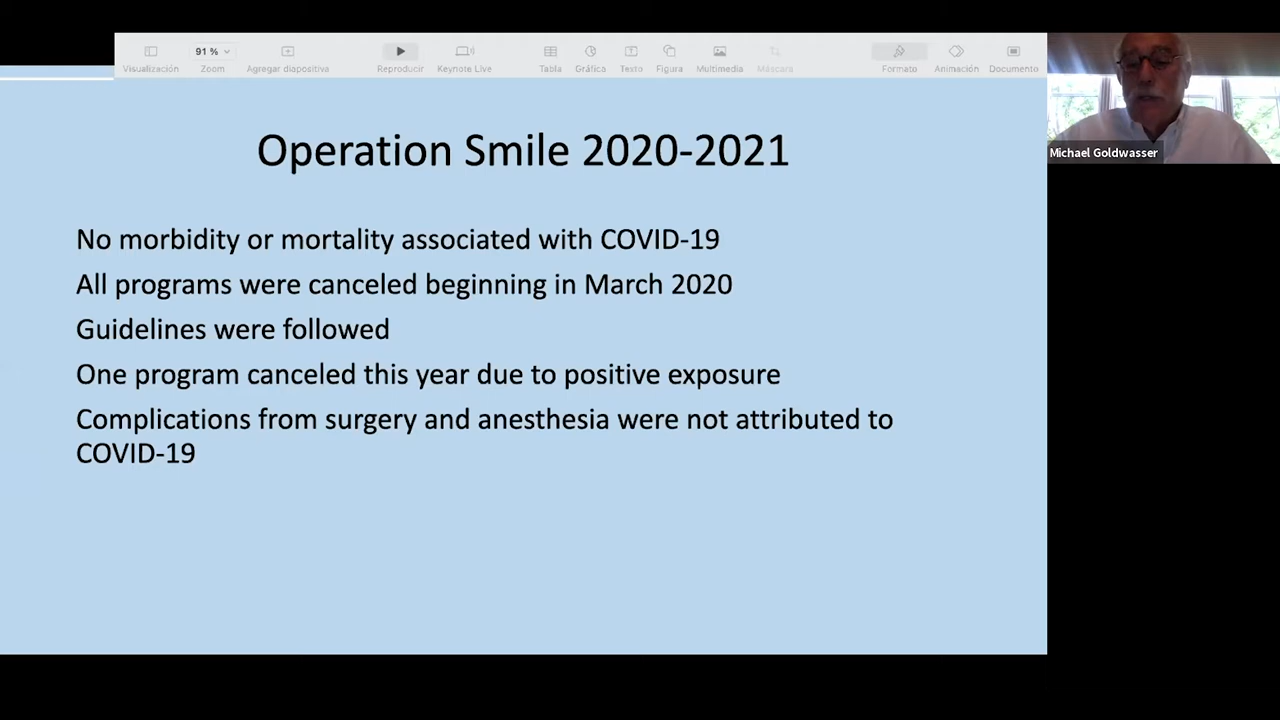 91 %
Visualización
Zoom
Agregar diapositiva
Reproducir
Keynote Live
Tabla
Gráfica
Texto
Figura
Multimedia
Máscara
Formato
Animación
Documento
Michael Goldwasser
Operation Smile 2020-2021
No morbidity or mortality associated with COVID-19
All programs were canceled beginning in March 2020
Guidelines were followed
One program canceled this year due to positive exposure
Complications from surgery and anesthesia were not attributed to
COVID-19